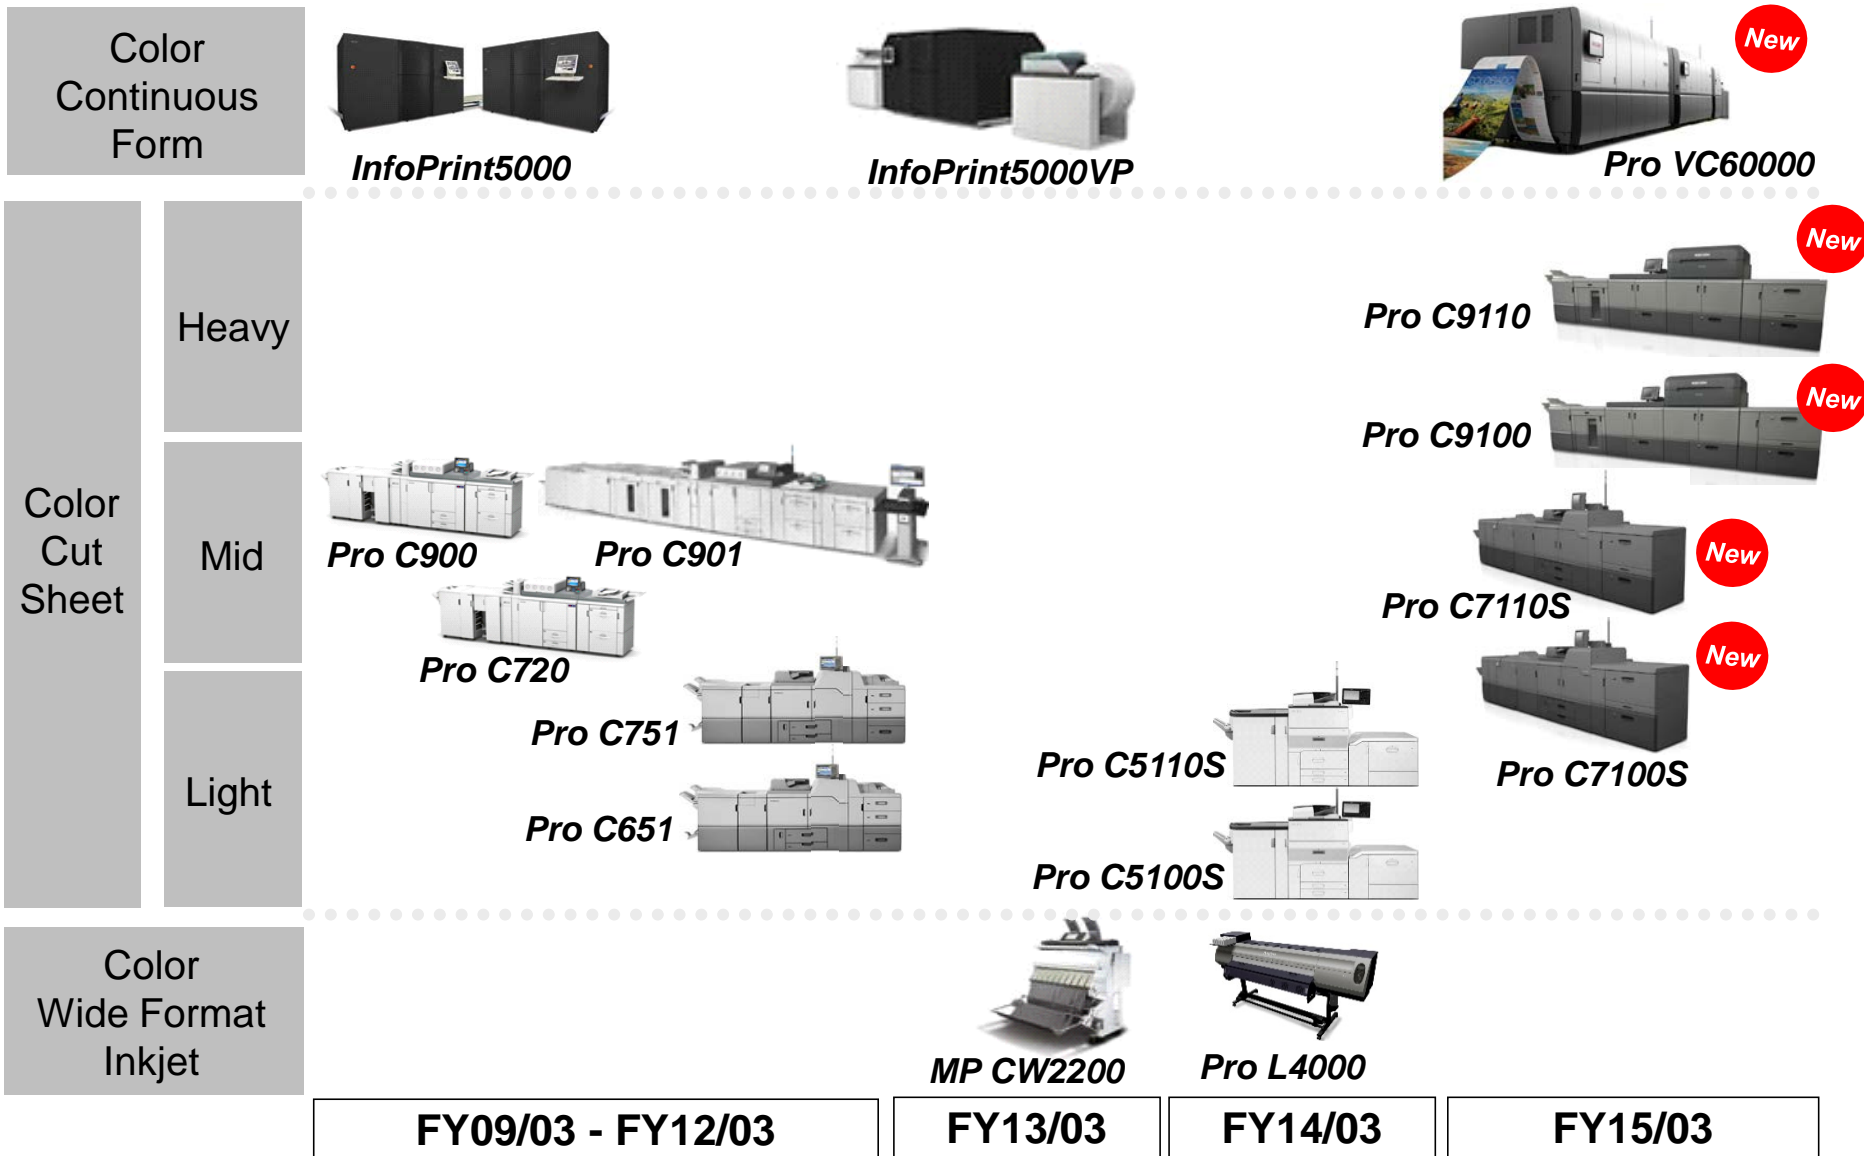 Color
Continuous
Form
InfoPrint5000
InfoPrint5000VP
Pro VC60000
New
Color
Cut
Sheet
Heavy
Pro C9110
New
Pro C9100
New
Mid
Pro C900
Pro C901
Pro C720
Pro C7110S
New
Pro C7100S
New
Light
Pro C751
Pro C651
Pro C5110S
Pro C5100S
Color
Wide Format
Inkjet
MP CW2200
Pro L4000
FY09/03 - FY12/03
FY13/03
FY14/03
FY15/03